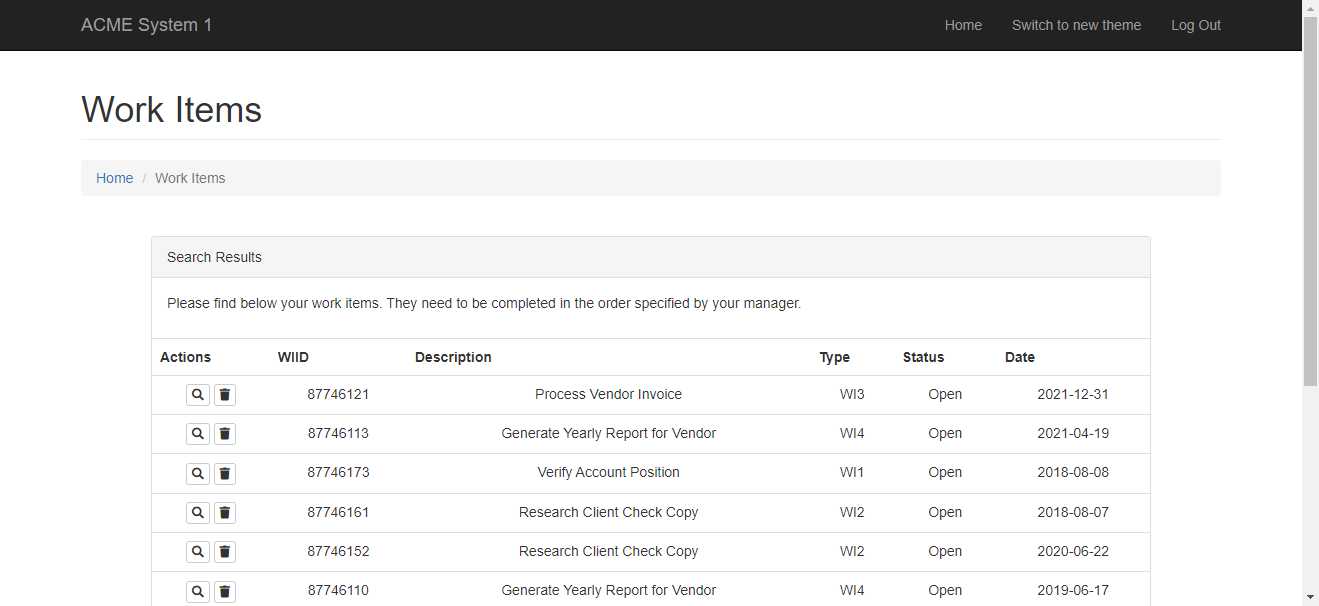 ACME System 1 Home Switch to new theme Log Out
Work Items
Home / Work Items
Search Results
Please find below your work items. They need to be completed in the order specified by your manager.
Actions WIID Description Type Status Date
87746121 Process Vendor Invoice WI3 Open 2021-12-31
87746113 Generate Yearly Report for Vendor WI4 Open 2021-04-19
87746173 Verify Account Position WI1 Open 2018-08-08
87746161 Research Client Check Copy WI2 Open 2018-08-07
87746152 Research Client Check Copy WI2 Open 2020-06-22
87746110 Generate Yearly Report for Vendor WI4 Open 2019-06-17